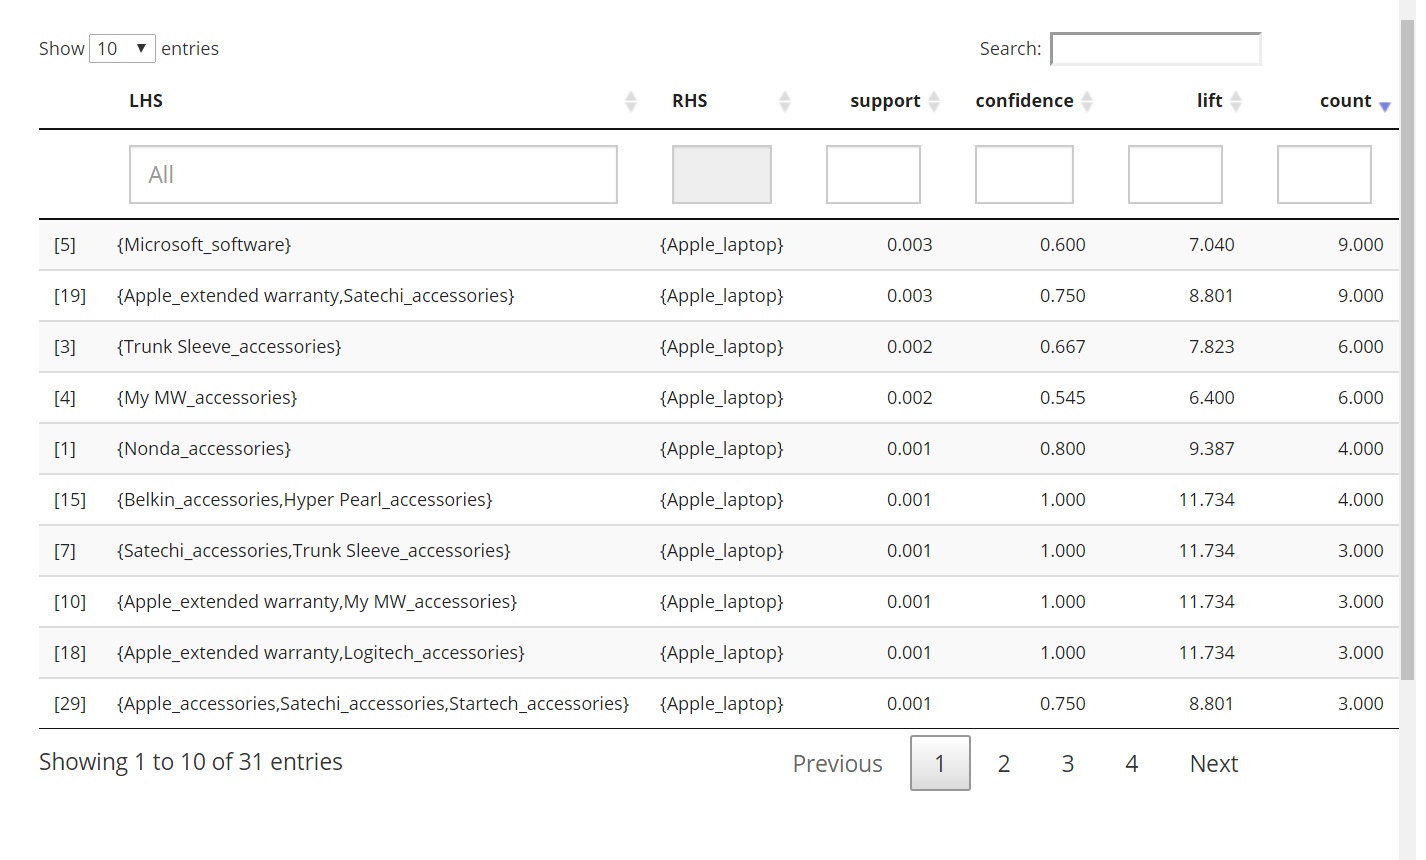 Show 10 ▼ entries Search:
LHS RHS support confidence lift count
All
[5] {Microsoft_software} {Apple_laptop} 0.003 0.600 7.040 9.000
[19] {Apple_extended warranty,Satechi_accessories} {Apple_laptop} 0.003 0.750 8.801 9.000
[3] {Trunk Sleeve_accessories} {Apple_laptop} 0.002 0.667 7.823 6.000
[4] {My MW_accessories} {Apple_laptop} 0.002 0.545 6.400 6.000
[1] {Nonda_accessories} {Apple_laptop} 0.001 0.800 9.387 4.000
[15] {Belkin_accessories,Hyper Pearl_accessories} {Apple_laptop} 0.001 1.000 11.734 4.000
[7] {Satechi_accessories,Trunk Sleeve_accessories} {Apple_laptop} 0.001 1.000 11.734 3.000
[10] {Apple_extended warranty,My MW_accessories} {Apple_laptop} 0.001 1.000 11.734 3.000
[18] {Apple_extended warranty,Logitech_accessories} {Apple_laptop} 0.001 1.000 11.734 3.000
[29] {Apple_accessories,Satechi_accessories,Startech_accessories} {Apple_laptop} 0.001 0.750 8.801 3.000
Showing 1 to 10 of 31 entries Previous 1 2 3 4 Next